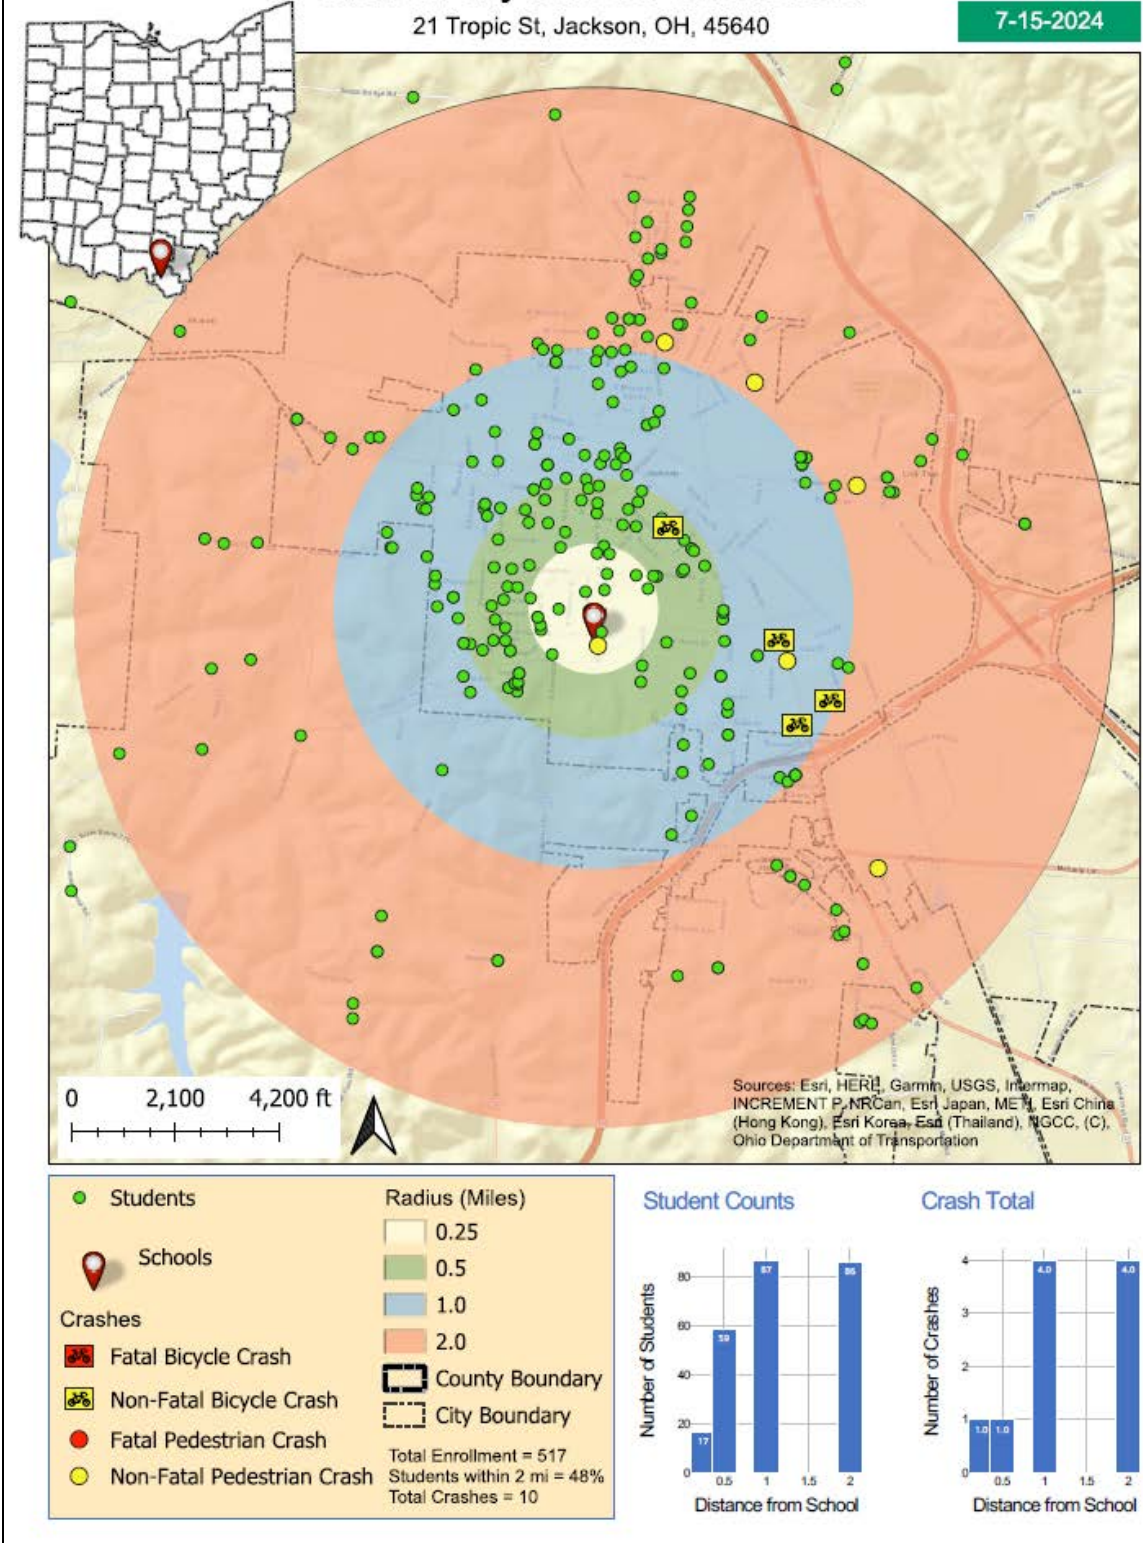 21 Tropic St, Jackson, OH, 45640
7-15-2024
0 2,100 4,200 ft
Sources: Esri, HERE, Garmin, USGS, Intermap,
INCREMENT P, NRCan, Esri Japan, METI, Esri China
(Hong Kong), Esri Korea, Esri (Thailand), NGCC, (C),
Ohio Department of Transportation
Students
Schools
Crashes
Fatal Bicycle Crash
Non-Fatal Bicycle Crash
Fatal Pedestrian Crash
Non-Fatal Pedestrian Crash
Radius (Miles)
0.25
0.5
1.0
2.0
County Boundary
City Boundary
Total Enrollment = 517
Students within 2 mi = 48%
Total Crashes = 10
Student Counts
Number of Students
80
60
40
20
0
17
59
87
86
0.5 1 1.5 2
Distance from School
Crash Total
Number of Crashes
4
3
2
1
0
1.0 1.0 4.0 4.0
0.5 1 1.5 2
Distance from School